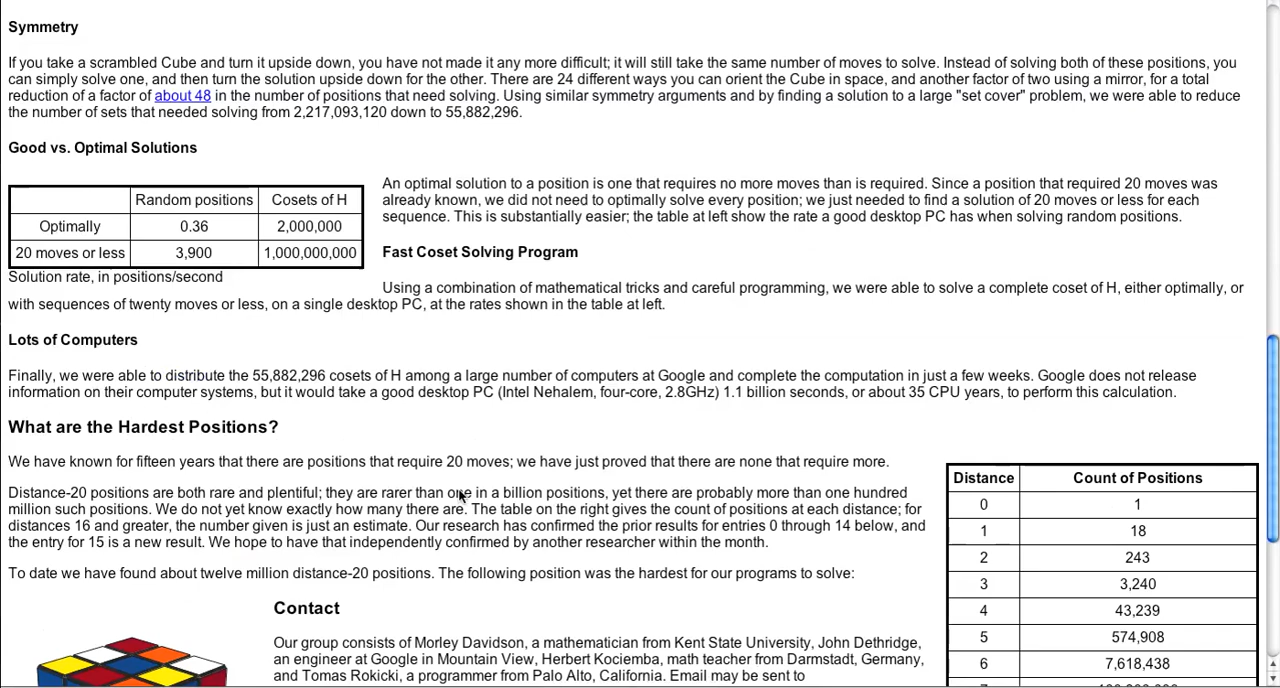 Symmetry
If you take a scrambled Cube and turn it upside down, you have not made it any more difficult; it will still take the same number of moves to solve. Instead of solving both of these positions, you
can simply solve one, and then turn the solution upside down for the other. There are 24 different ways you can orient the Cube in space, and another factor of two using a mirror, for a total
reduction of a factor of about 48 in the number of positions that need solving. Using similar symmetry arguments and by finding a solution to a large "set cover" problem, we were able to reduce
the number of sets that needed solving from 2,217,093,120 down to 55,882,296.
Good vs. Optimal Solutions
Random positions Cosets of H
Optimally 0.36 2,000,000
20 moves or less 3,900 1,000,000,000
Solution rate, in positions/second
An optimal solution to a position is one that requires no more moves than is required. Since a position that required 20 moves was
already known, we did not need to optimally solve every position; we just needed to find a solution of 20 moves or less for each
sequence. This is substantially easier; the table at left show the rate a good desktop PC has when solving random positions.
Fast Coset Solving Program
Using a combination of mathematical tricks and careful programming, we were able to solve a complete coset of H, either optimally, or
with sequences of twenty moves or less, on a single desktop PC, at the rates shown in the table at left.
Lots of Computers
Finally, we were able to distribute the 55,882,296 cosets of H among a large number of computers at Google and complete the computation in just a few weeks. Google does not release
information on their computer systems, but it would take a good desktop PC (Intel Nehalem, four-core, 2.8GHz) 1.1 billion seconds, or about 35 CPU years, to perform this calculation.
What are the Hardest Positions?
We have known for fifteen years that there are positions that require 20 moves; we have just proved that there are none that require more.
Distance-20 positions are both rare and plentiful; they are rarer than one in a billion positions, yet there are probably more than one hundred
million such positions. We do not yet know exactly how many there are. The table on the right gives the count of positions at each distance; for
distances 16 and greater, the number given is just an estimate. Our research has confirmed the prior results for entries 0 through 14 below, and
the entry for 15 is a new result. We hope to have that independently confirmed by another researcher within the month.
To date we have found about twelve million distance-20 positions. The following position was the hardest for our programs to solve:
Contact
Our group consists of Morley Davidson, a mathematician from Kent State University, John Dethridge,
an engineer at Google in Mountain View, Herbert Kociemba, math teacher from Darmstadt, Germany,
and Tomas Rokicki, a programmer from Palo Alto, California. Email may be sent to
Distance Count of Positions
0 1
1 18
2 243
3 3,240
4 43,239
5 574,908
6 7,618,438